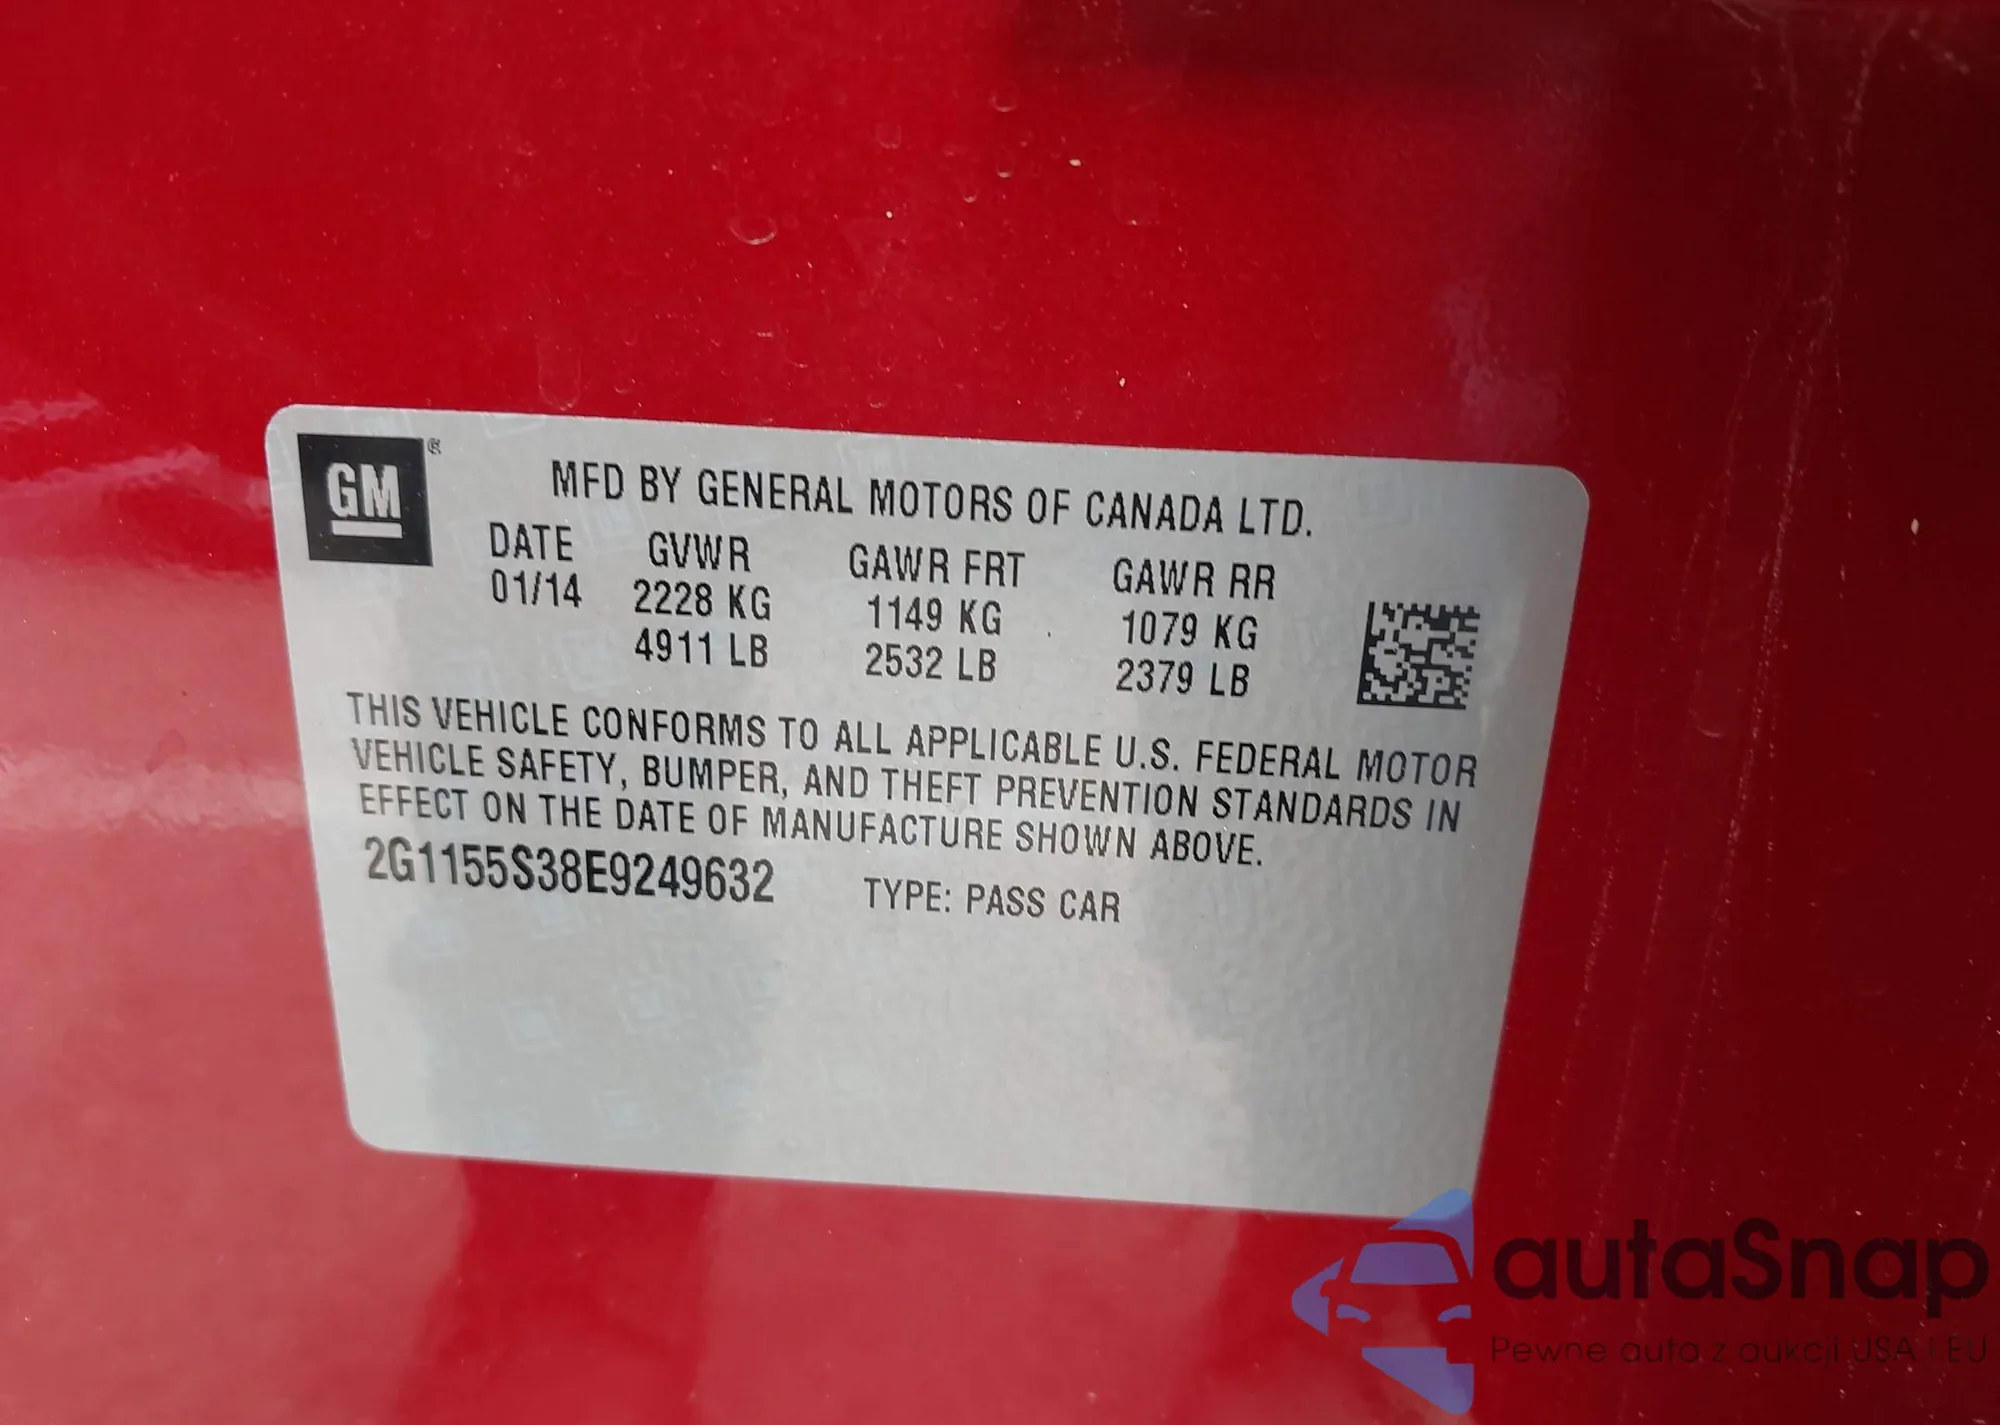 GM ®
MFD BY GENERAL MOTORS OF CANADA LTD.
DATE GVWR GAWR FRT GAWR RR
01/14 2228 KG 1149 KG 1079 KG
4911 LB 2532 LB 2379 LB
THIS VEHICLE CONFORMS TO ALL APPLICABLE U.S. FEDERAL MOTOR
VEHICLE SAFETY, BUMPER, AND THEFT PREVENTION STANDARDS IN
EFFECT ON THE DATE OF MANUFACTURE SHOWN ABOVE.
2G1155S38E9249632 TYPE: PASS CAR
autaSnap
Pewne auta z aukcji USA i EU